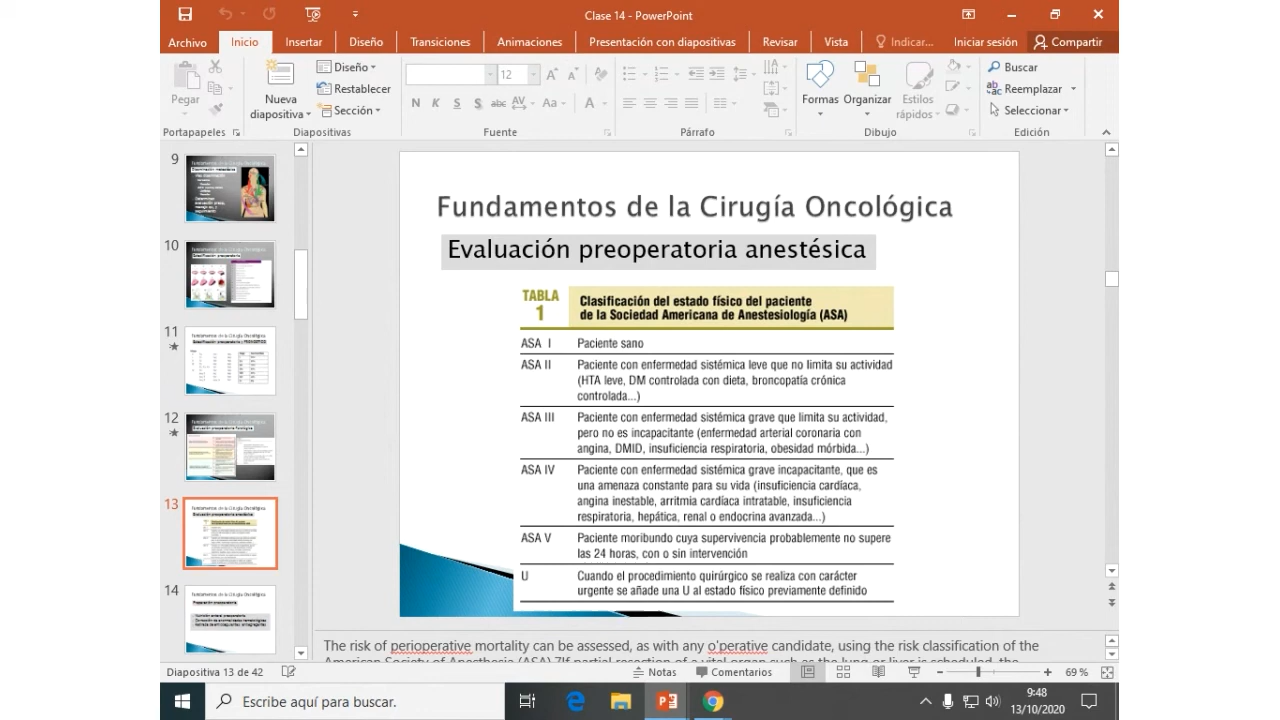 Clase 14 - PowerPoint
Archivo Inicio Insertar Diseño Transiciones Animaciones Presentación con diapositivas Revisar Vista Indicar... Iniciar sesión Compartir
Pegar
Nueva diapositiva
Diseño
Restablecer
Sección
12
N K S S abc AV Aa A
Formas Organizar Estilos rápidos
Buscar
Reemplazar
Seleccionar
Portapapeles Diapositivas Fuente Párrafo Dibujo Edición
9
10
11
12
13
14
Fundamentos de la Cirugía Oncológica
Evaluación preoperatoria anestésica
TABLA 1
Clasificación del estado físico del paciente
de la Sociedad Americana de Anestesiología (ASA)
ASA I Paciente sano
ASA II Paciente con enfermedad sistémica leve que no limita su actividad
(HTA leve, DM controlada con dieta, broncopatía crónica
controlada...)
ASA III Paciente con enfermedad sistémica grave que limita su actividad,
pero no es incapacitante (enfermedad arterial coronaria con
angina, DMID, insuficiencia respiratoria, obesidad mórbida...)
ASA IV Paciente con enfermedad sistémica grave incapacitante, que es
una amenaza constante para su vida (insuficiencia cardíaca,
angina inestable, arritmia cardíaca intratable, insuficiencia
respiratoria, hepática, renal o endocrina avanzada...)
ASA V Paciente moribundo cuya supervivencia probablemente no supere
las 24 horas, con o sin intervención
U Cuando el procedimiento quirúrgico se realiza con carácter
urgente se añade una U al estado físico previamente definido
The risk of perioperative mortality can be assessed, as with any o'perative candidate, using the risk classification of the
Diapositiva 13 de 42 Notas Comentarios 69 %
Escribe aquí para buscar.
9:48
13/10/2020